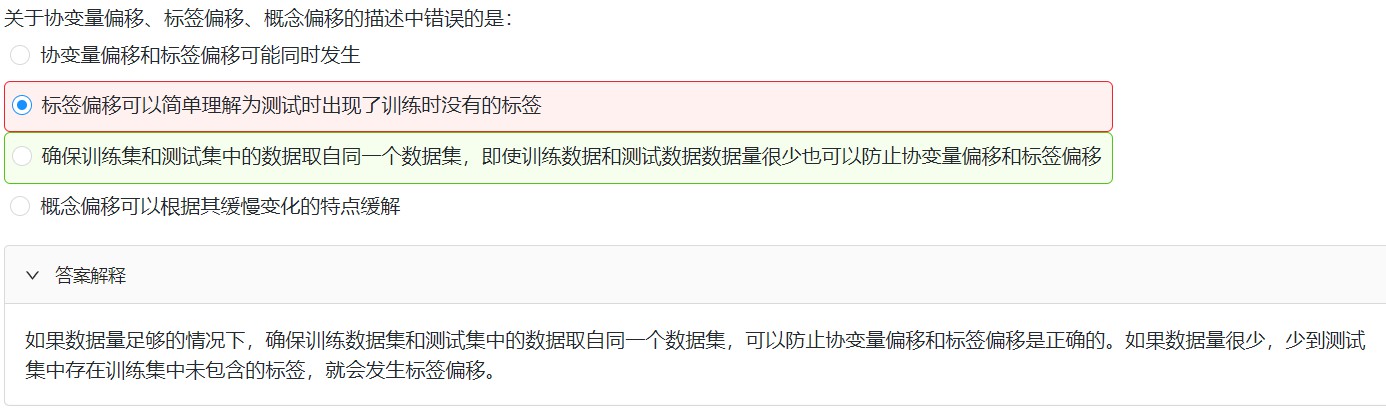 关于协变量偏移、标签偏移、概念偏移的描述中错误的是：
协变量偏移和标签偏移可能同时发生
标签偏移可以简单理解为测试时出现了训练时没有的标签
确保训练集和测试集中的数据取自同一个数据集，即使训练数据和测试数据数据量很少也可以防止协变量偏移和标签偏移
概念偏移可以根据其缓慢变化的特点缓解
答案解释
如果数据量足够的情况下，确保训练数据集和测试集中的数据取自同一个数据集，可以防止协变量偏移和标签偏移是正确的。如果数据量很少，少到测试
集中存在训练集中未包含的标签，就会发生标签偏移。